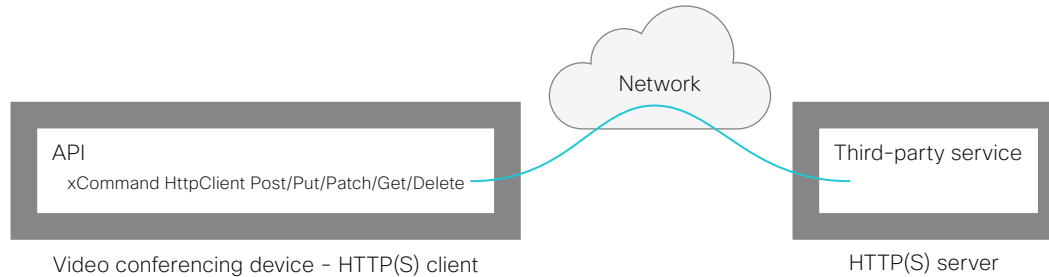 Network
API
xCommand HttpClient Post/Put/Patch/Get/Delete
Third-party service
Video conferencing device - HTTP(S) client
HTTP(S) server